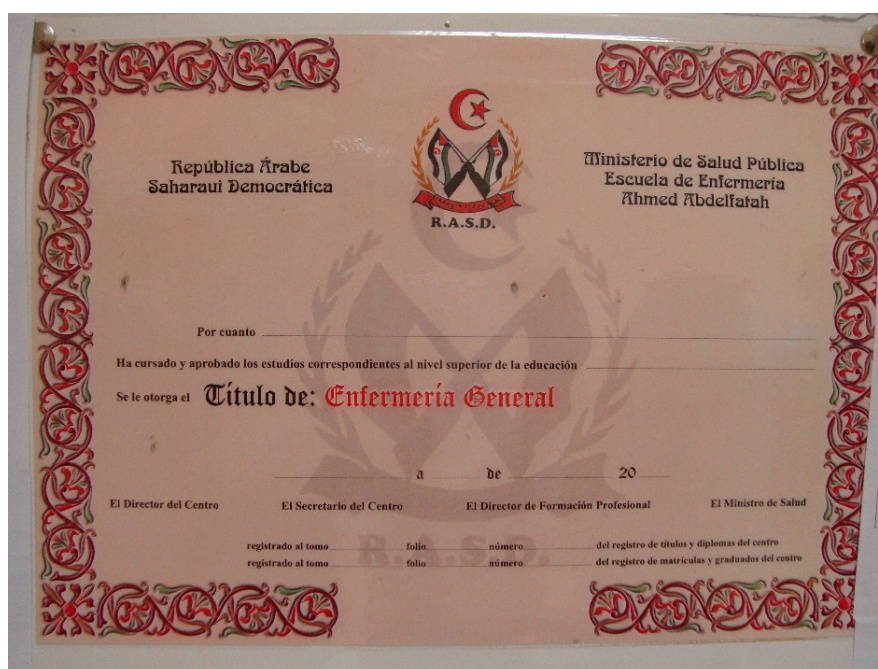 República Árabe
Saharaui Democrática
R.A.S.D.
Ministerio de Salud Pública
Escuela de Enfermería
Ahmed Abdelfatah
Por cuanto
Ha cursado y aprobado los estudios correspondientes al nivel superior de la educación
Se le otorga el Título de: Enfermería General
a de 20
El Director del Centro El Secretario del Centro El Director de Formación Profesional El Ministro de Salud
registrado al tomo folio número del registro de títulos y diplomas del centro
registrado al tomo folio número del registro de matrículas y graduados del centro
R.A.S.D.